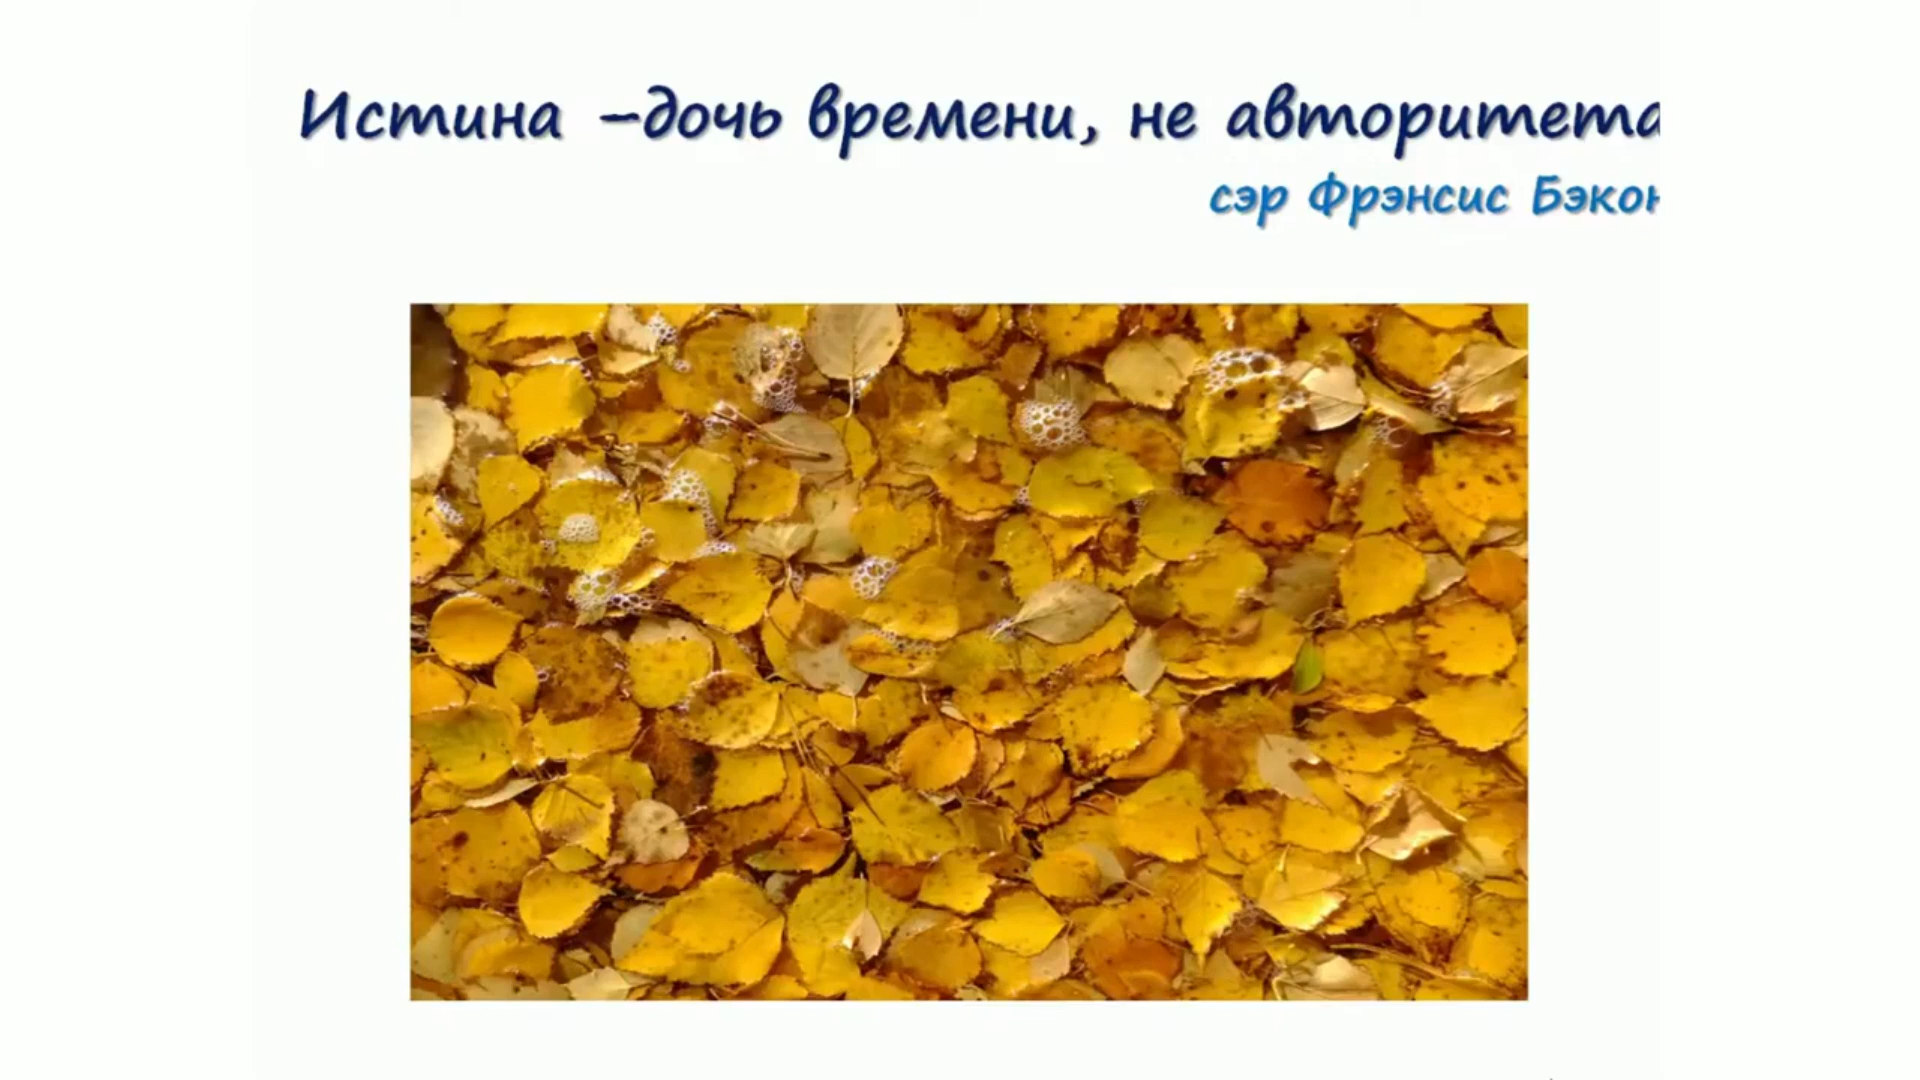 Истина –дочь времени, не авторитета
сэр Фрэнсис Бэкон